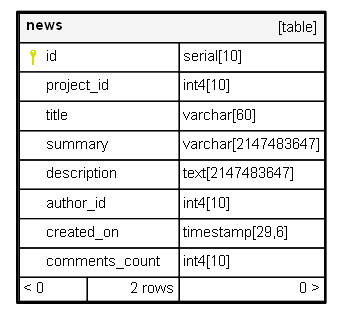 news [table]
id serial[10]
project_id int4[10]
title varchar[60]
summary varchar[2147483647]
description text[2147483647]
author_id int4[10]
created_on timestamp[29,6]
comments_count int4[10]
< 0 2 rows 0 >